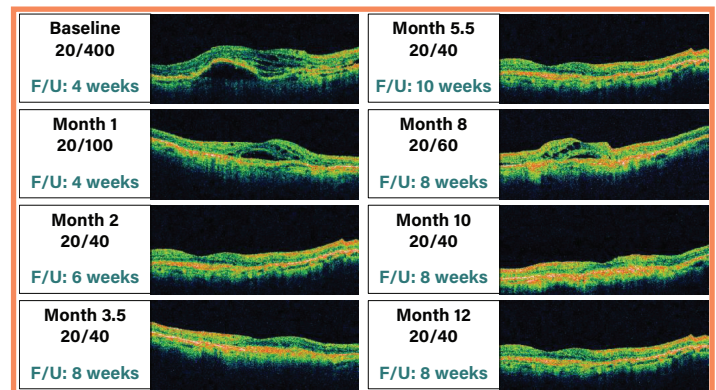 Baseline
20/400
F/U: 4 weeks
Month 1
20/100
F/U: 4 weeks
Month 2
20/40
F/U: 6 weeks
Month 3.5
20/40
F/U: 8 weeks
Month 5.5
20/40
F/U: 10 weeks
Month 8
20/60
F/U: 8 weeks
Month 10
20/40
F/U: 8 weeks
Month 12
20/40
F/U: 8 weeks